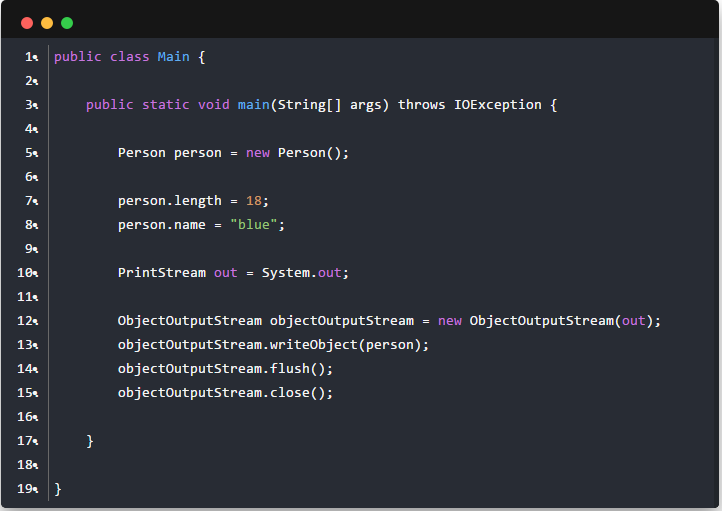 1 public class Main {
2
3 public static void main(String[] args) throws IOException {
4
5 Person person = new Person();
6
7 person.length = 18;
8 person.name = "blue";
9
10 PrintStream out = System.out;
11
12 ObjectOutputStream objectOutputStream = new ObjectOutputStream(out);
13 objectOutputStream.writeObject(person);
14 objectOutputStream.flush();
15 objectOutputStream.close();
16
17 }
18
19 }